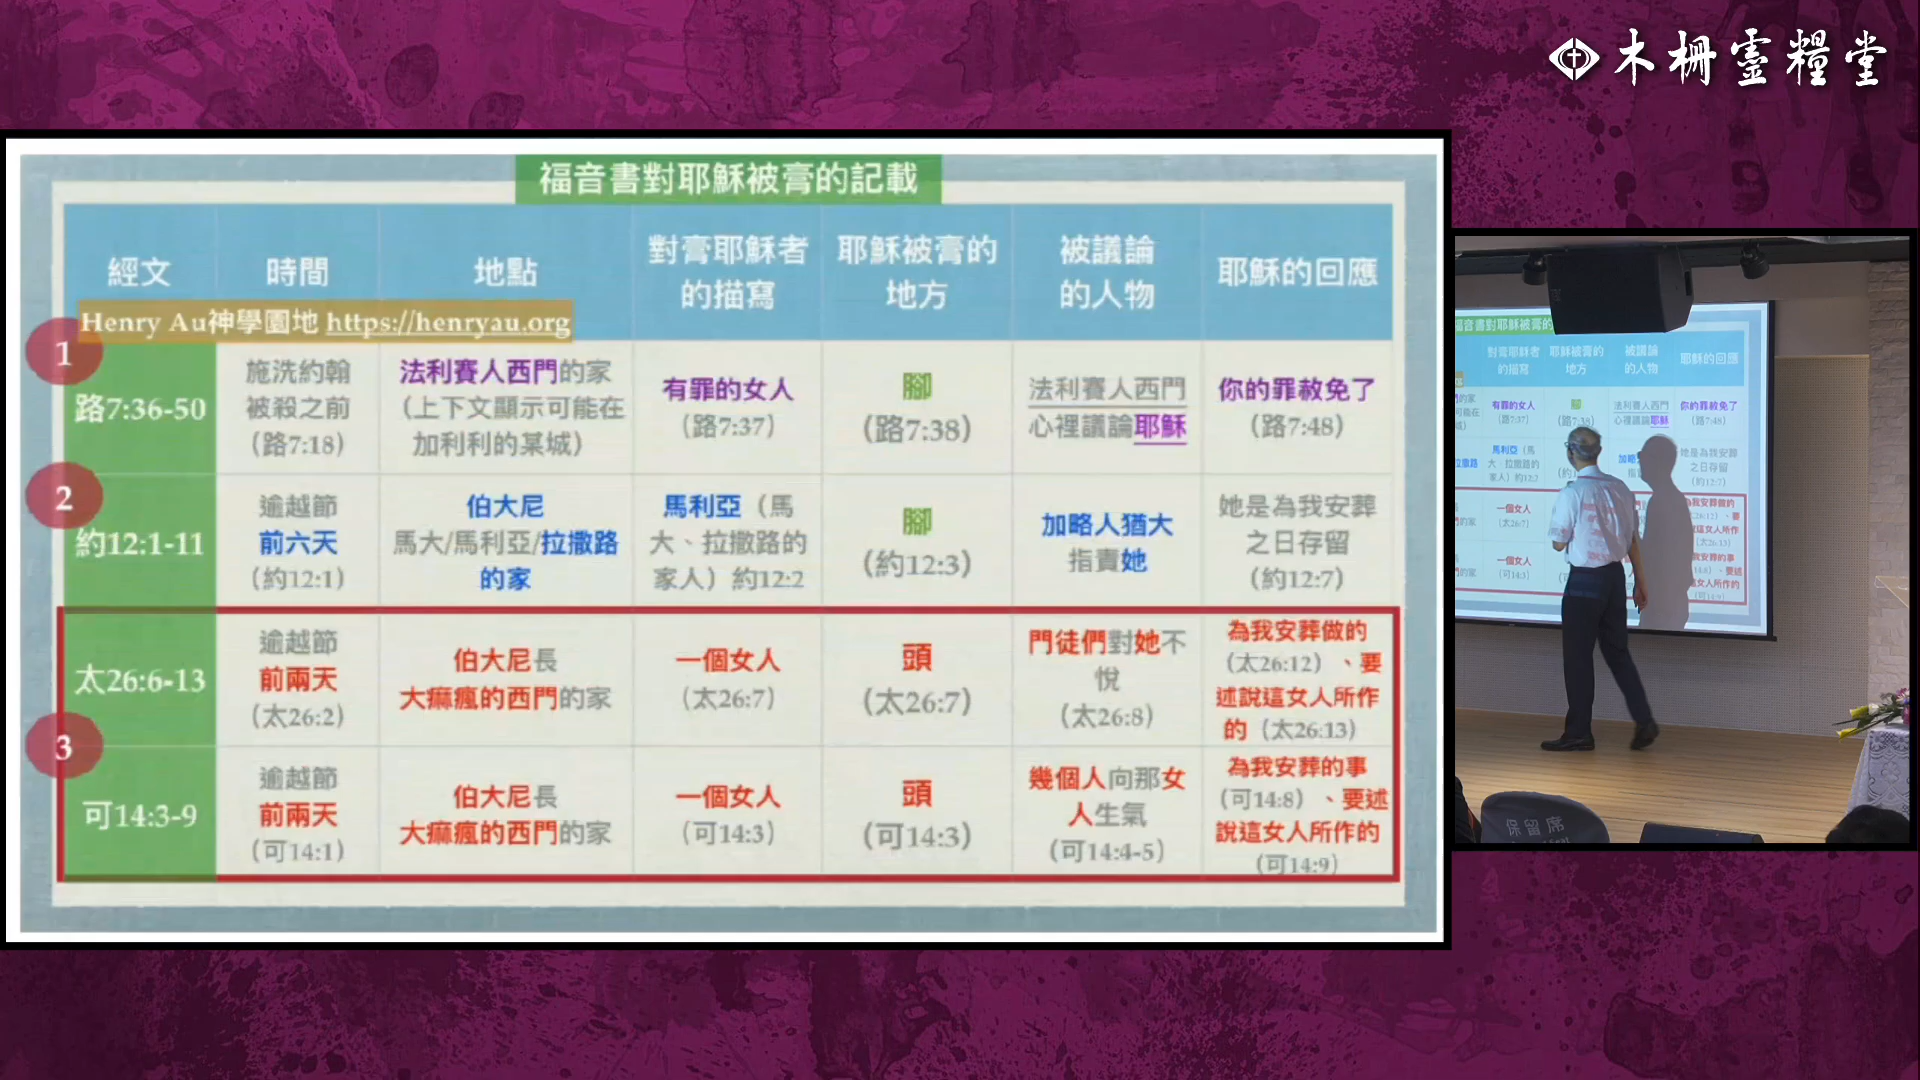 木柵靈糧堂
福音書對耶穌被膏的記載
經文
時間
地點
對膏耶穌者
的描寫
耶穌被膏的
地方
被議論
的人物
耶穌的回應
Henry Au神學園地 https://henryau.org
1
路7:36-50
施洗約翰
被殺之前
（路7:18）
法利賽人西門的家
（上下文顯示可能在
加利利的某城）
有罪的女人
（路7:37）
腳
（路7:38）
法利賽人西門
心裡議論耶穌
你的罪赦免了
（路7:48）
2
約12:1-11
逾越節
前六天
（約12:1）
伯大尼
馬大/馬利亞/拉撒路
的家
馬利亞（馬
大、拉撒路的
家人）約12:2
腳
（約12:3）
加略人猶大
指責她
她是為我安葬
之日存留
（約12:7）
3
太26:6-13
逾越節
前兩天
（太26:2）
伯大尼長
大痲瘋的西門的家
一個女人
（太26:7）
頭
（太26:7）
門徒們對她不
悅
（太26:8）
為我安葬做的
（太26:12）、要
述說這女人所作
的（太26:13）
可14:3-9
逾越節
前兩天
（可14:1）
伯大尼長
大痲瘋的西門的家
一個女人
（可14:3）
頭
（可14:3）
幾個人向那女
人生氣
（可14:4-5）
為我安葬的事
（可14:8）、要述
說這女人所作的
（可14:9）
保留席